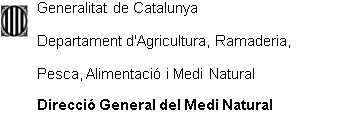 Generalitat de Catalunya
Departament d'Agricultura, Ramaderia,
Pesca, Alimentació i Medi Natural
Direcció General del Medi Natural